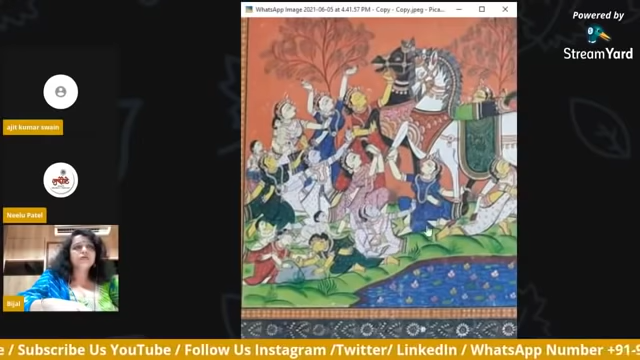 WhatsApp Image 2021-06-05 at 4.41.57 PM - Copy - Copy.jpeg - Pica...
Powered by
StreamYard
ajit kumar swain
Neelu Patel
Bijal
e / Subscribe Us YouTube / Follow Us Instagram /Twitter/ LinkedIn / WhatsApp Number +91-9